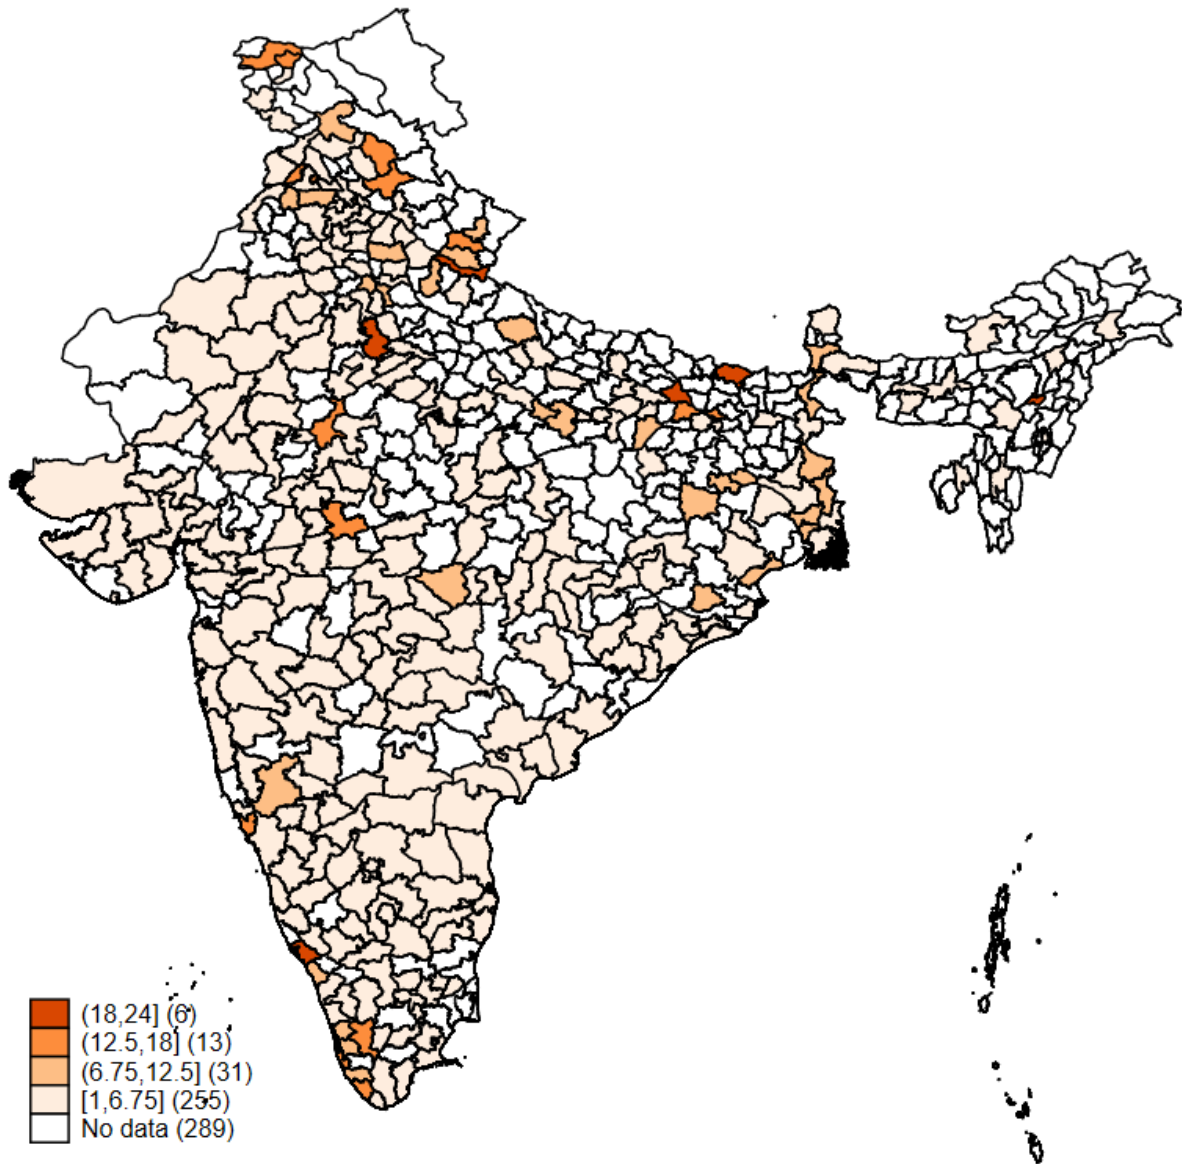 (18,24] (6)
(12.5,18] (13)
(6.75,12.5] (31)
[1,6.75] (255)
No data (289)